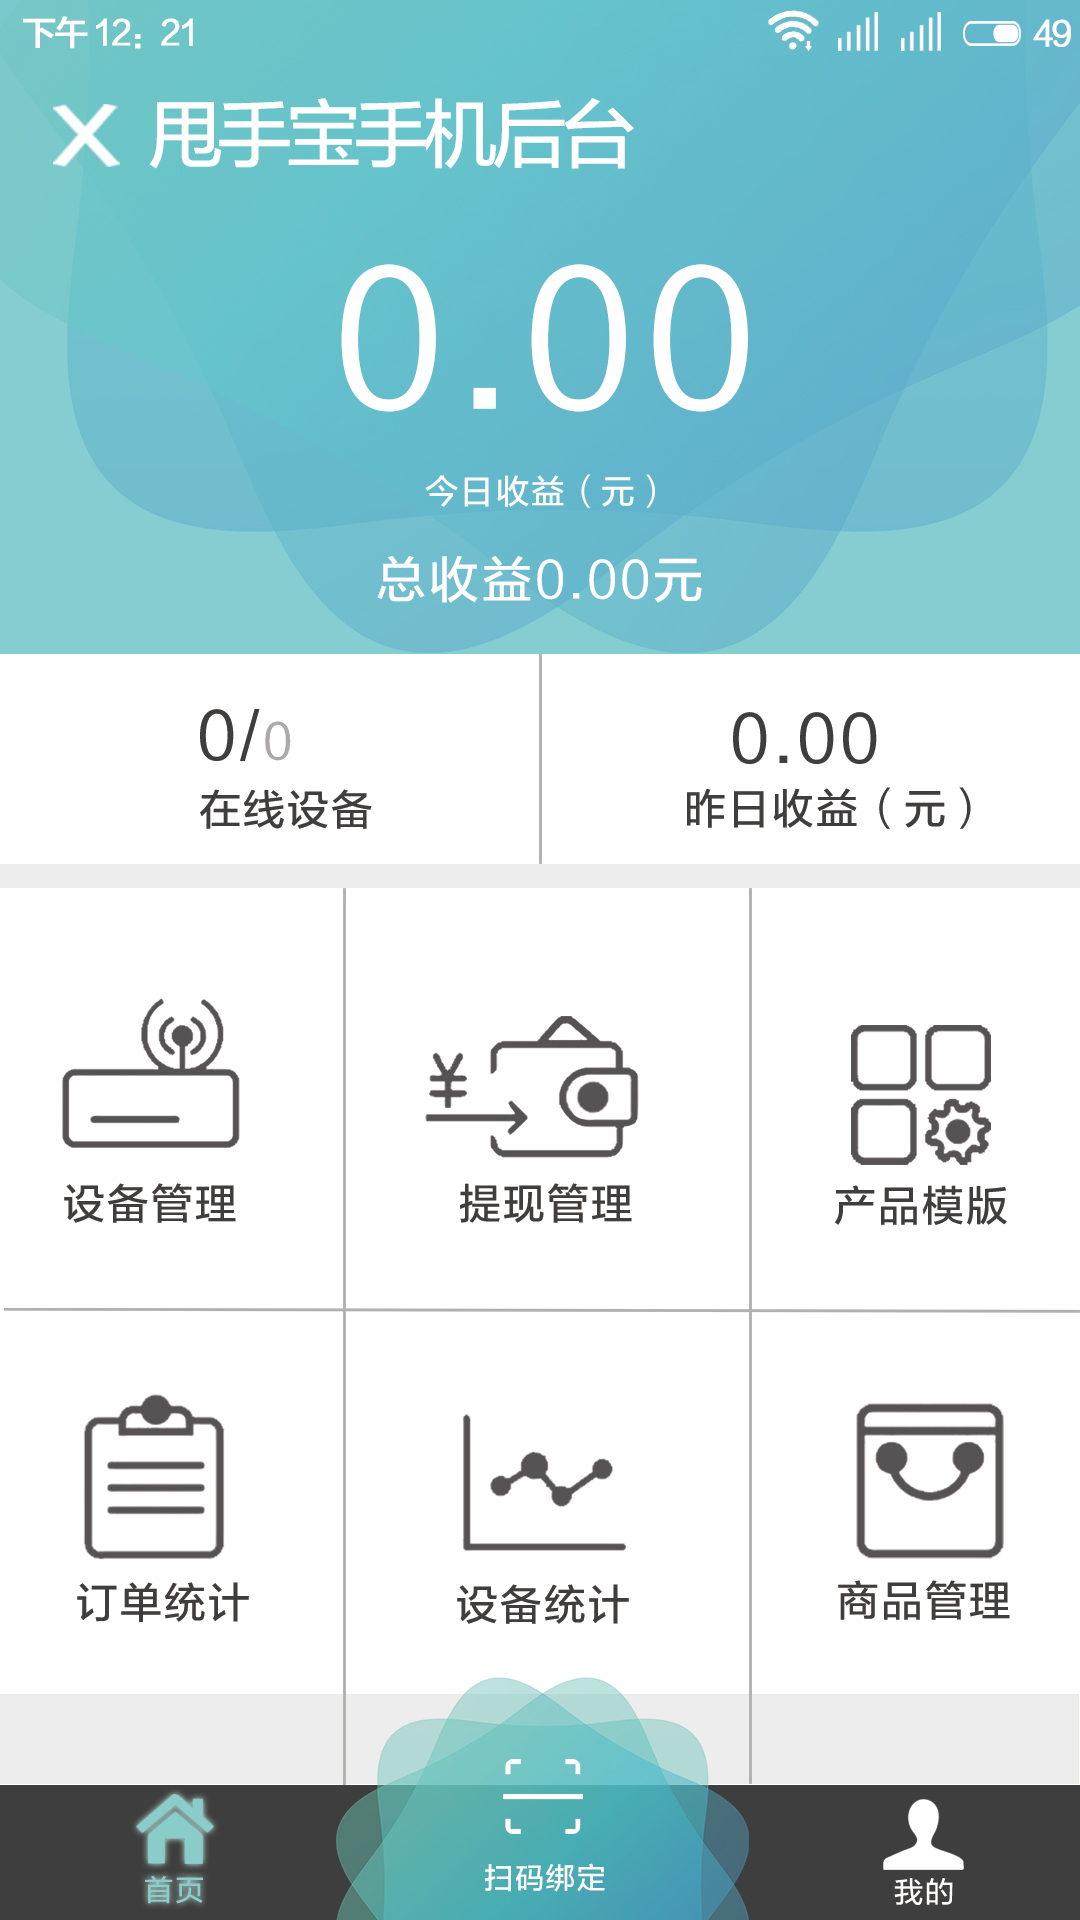 下午12：21 49
X 甩手宝手机后台
0.00
今日收益（元）
总收益0.00元
0/0 0.00
在线设备 昨日收益（元）
设备管理 提现管理 产品模版
订单统计 设备统计 商品管理
扫码绑定
首页 我的